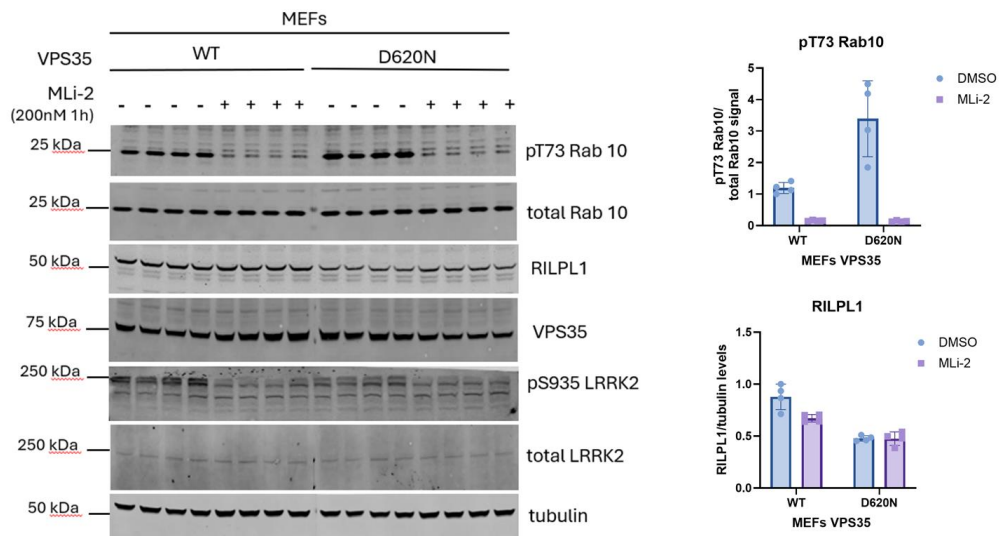 MEFs
VPS35 WT D620N
MLi-2 - - - - + + + + - - - - + + + +
(200nM 1h)
25 kDa pT73 Rab 10
25 kDa total Rab 10
50 kDa RILPL1
75 kDa VPS35
250 kDa pS935 LRRK2
250 kDa total LRRK2
50 kDa tubulin
pT73 Rab10
pT73 Rab10/
total Rab10 signal
5
4
3
2
1
0
WT D620N
MEFs VPS35
DMSO
MLi-2
RILPL1
RILPL1/tubulin levels
1.5
1.0
0.5
0.0
WT D620N
MEFs VPS35
DMSO
MLi-2